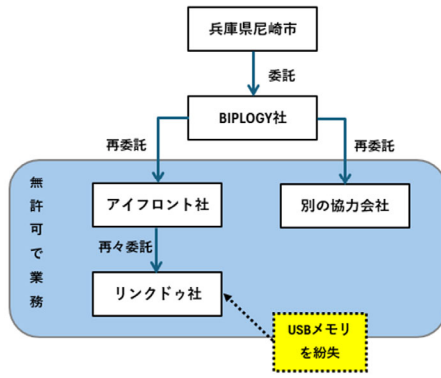 兵庫県尼崎市
委託
BIPLOGY社
再委託
再委託
無許可で業務
アイフロント社
別の協力会社
再々委託
リンクドゥ社
USBメモリ
を紛失